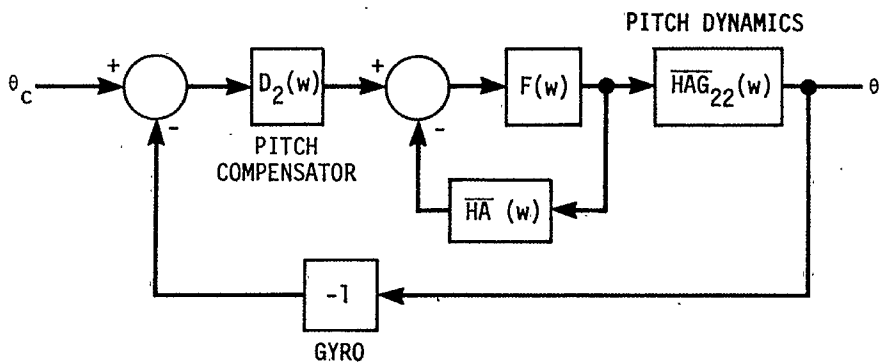 PITCH DYNAMICS
θc + D2(w) + F(w) HAG22(w) θ
- PITCH COMPENSATOR -
HA (w)
-1
GYRO